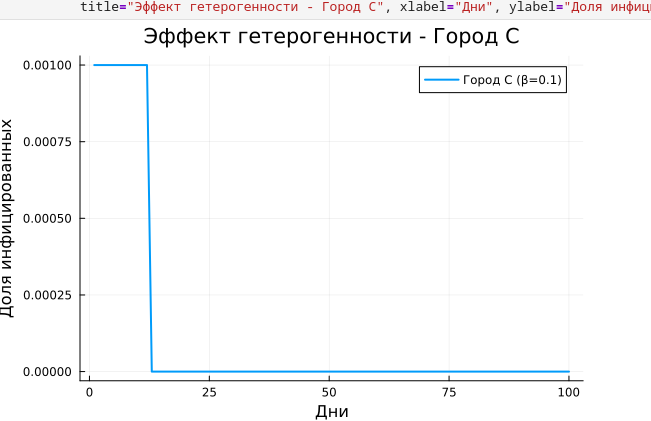 title="Эффект гетерогенности - Город C", xlabel="Дни", ylabel="Доля инфиц
Эффект гетерогенности - Город C
Доля инфицированных
0.00100
0.00075
0.00050
0.00025
0.00000
Город C (β=0.1)
0 25 50 75 100
Дни